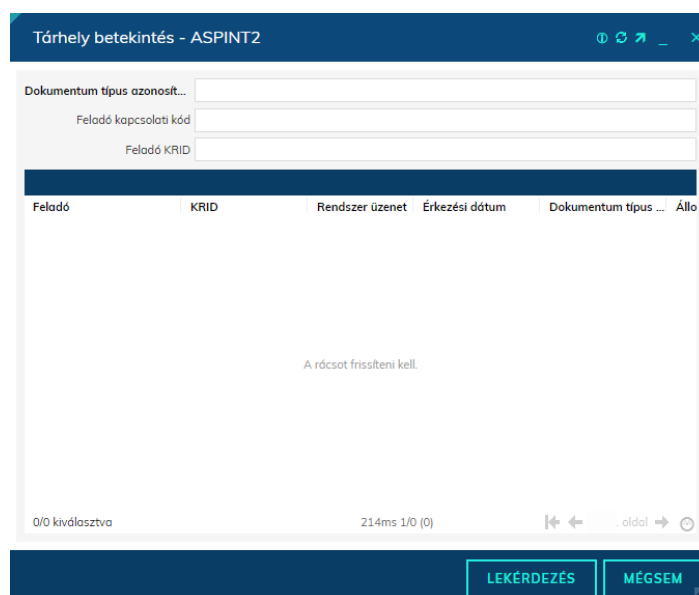 Tárhely betekintés - ASPINT2
Dokumentum típus azonosít...
Feladó kapcsolati kód
Feladó KRID
Feladó KRID Rendszer üzenet Érkezési dátum Dokumentum típus ... Állo
A rácsot frissíteni kell.
0/0 kiválasztva 214ms 1/0 (0) . oldal
LEKÉRDEZÉS MÉGSEM